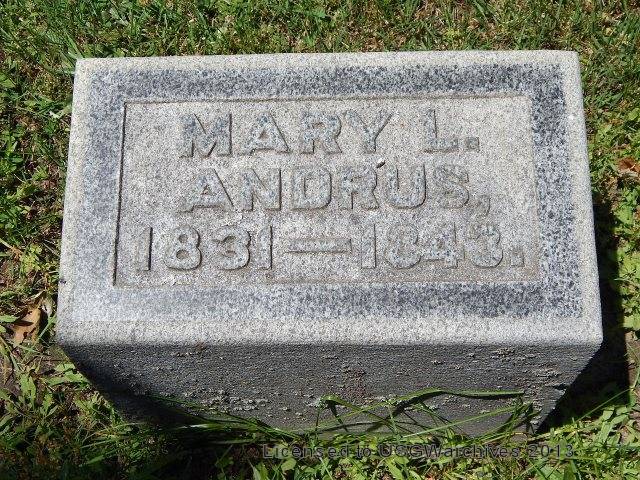 MARY L.
ANDRUS,
1831—1843.
Licensed to USGWarchives 2013